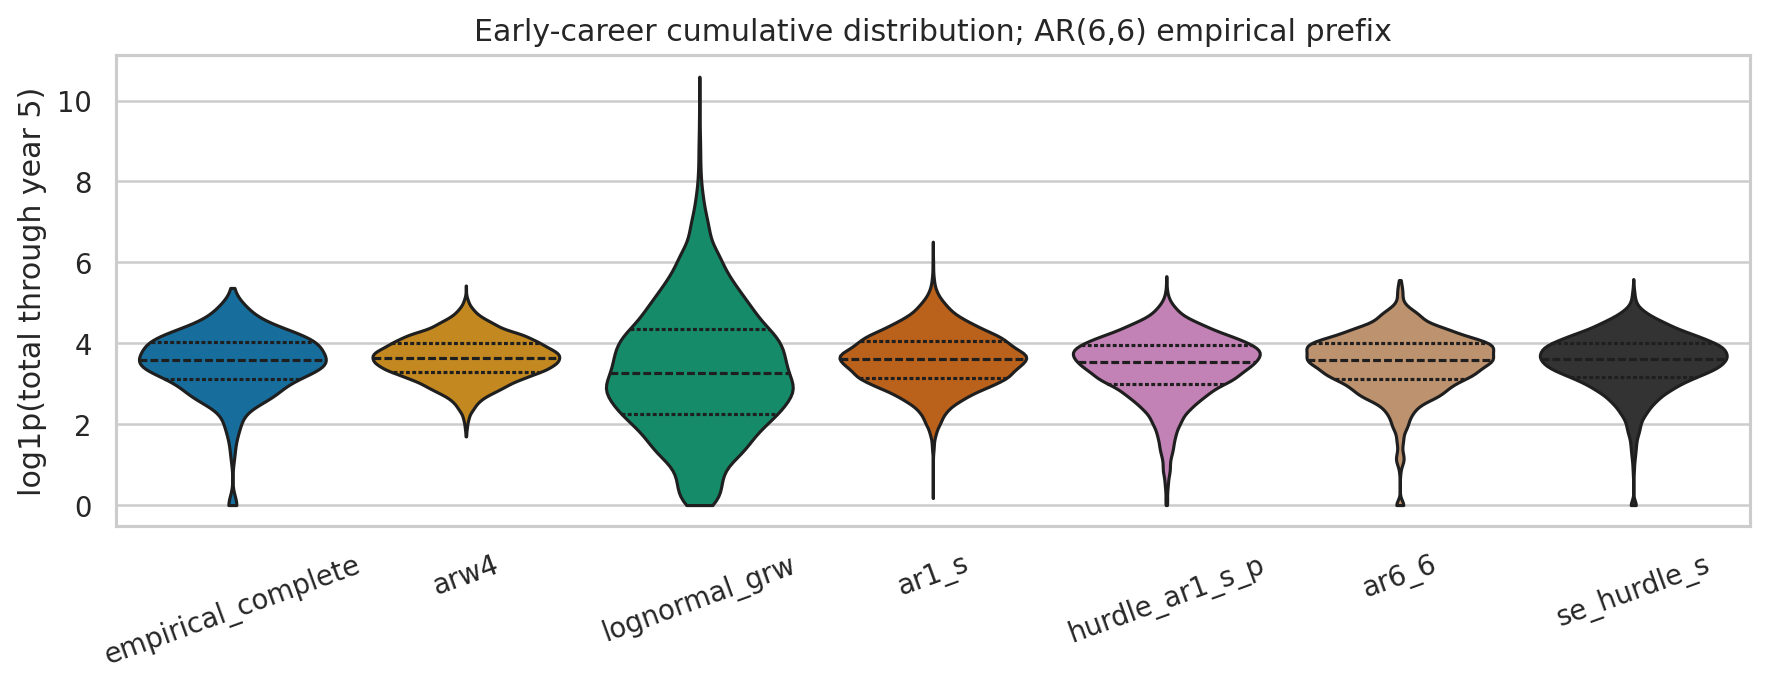 Early-career cumulative distribution; AR(6,6) empirical prefix
log1p(total through year 5)
10
8
6
4
2
0
empirical_complete
arw4
lognormal_grw
ar1_s
hurdle_ar1_s_p
ar6_6
se_hurdle_s